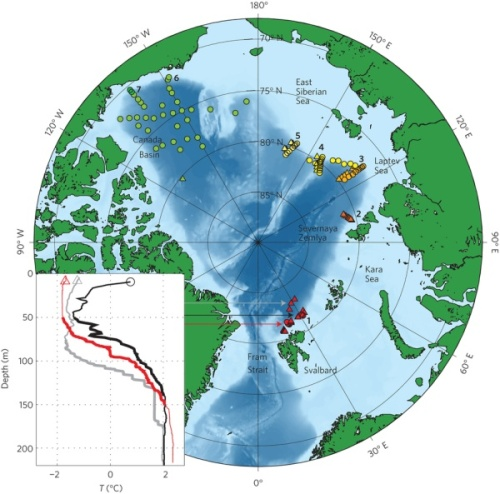 180°
150° W
70° N
150° E
6
7
East
Siberian
Sea
75° N
120° W
120° E
Canada
Basin
80° N
5
4
3
Laptev
Sea
85° N
2
Severnaya
Zemlya
90° W
90° E
Kara
Sea
1
Fram
Strait
Svalbard
60° E
30° E
0°
0
50
100
150
200
Depth (m)
−2
0
2
T (°C)